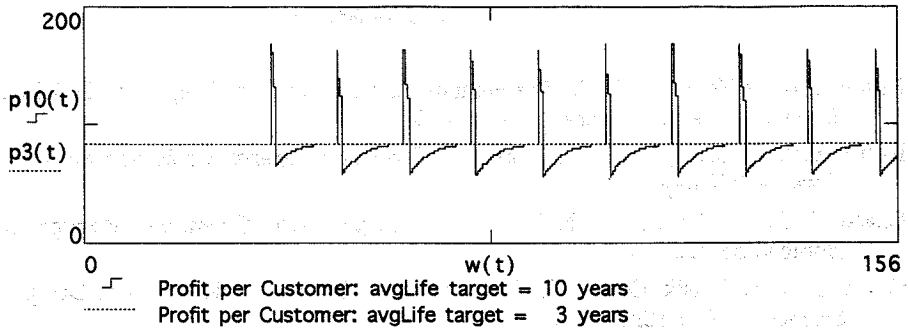 200
p10(t)
p3(t)
0
0 w(t) 156
Profit per Customer: avgLife target = 10 years
Profit per Customer: avgLife target = 3 years